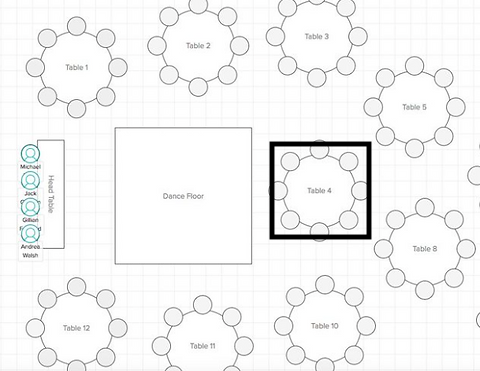 Table 3
Table 2
Table 1
Table 5
Michael
Jack
Gillian
Andrea
Walsh
Head Table
Dance Floor
Table 4
Table 8
Table 12
Table 10
Table 11